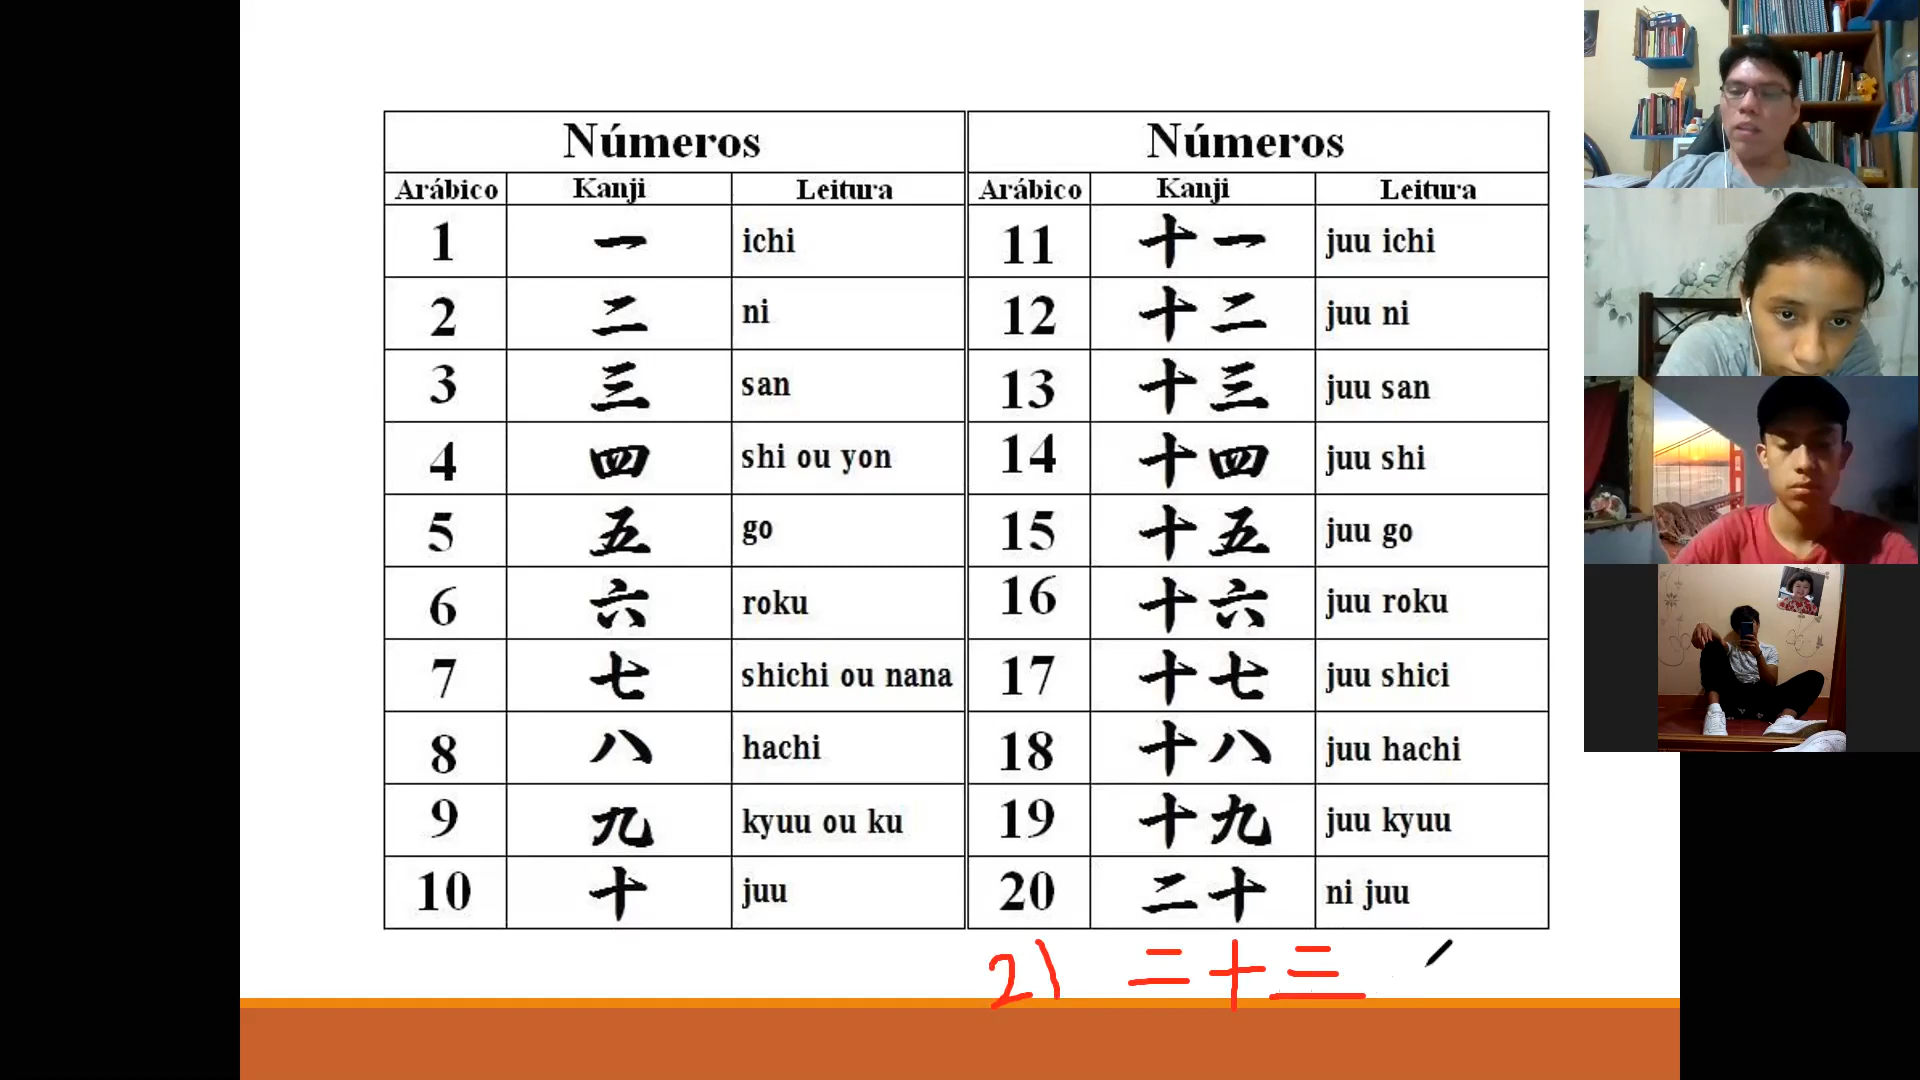 Números Números
Arábico Kanji Leitura Arábico Kanji Leitura
1 一 ichi 11 十一 juu ichi
2 二 ni 12 十二 juu ni
3 三 san 13 十三 juu san
4 四 shi ou yon 14 十四 juu shi
5 五 go 15 十五 juu go
6 六 roku 16 十六 juu roku
7 七 shichi ou nana 17 十七 juu shici
8 八 hachi 18 十八 juu hachi
9 九 kyuu ou ku 19 十九 juu kyuu
10 十 juu 20 二十 ni juu
21 二十三